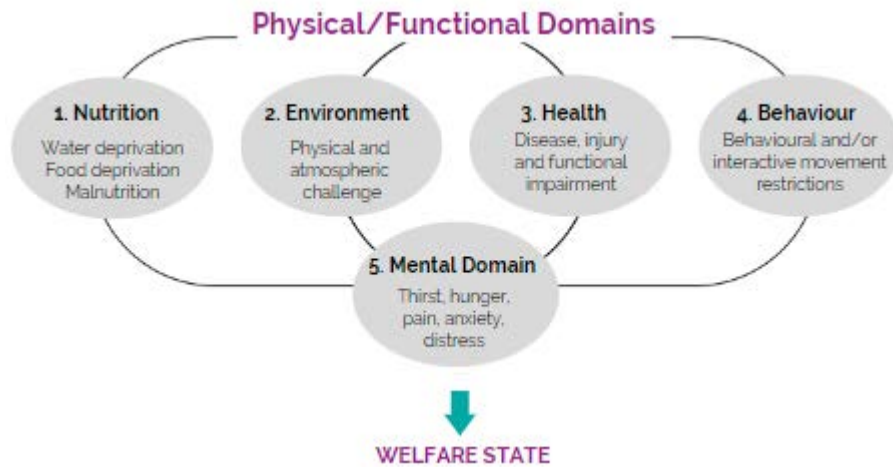 Physical/Functional Domains
1. Nutrition
Water deprivation
Food deprivation
Malnutrition
2. Environment
Physical and
atmospheric
challenge
3. Health
Disease, injury
and functional
impairment
4. Behaviour
Behavioural and/or
interactive movement
restrictions
5. Mental Domain
Thirst, hunger,
pain, anxiety,
distress
WELFARE STATE